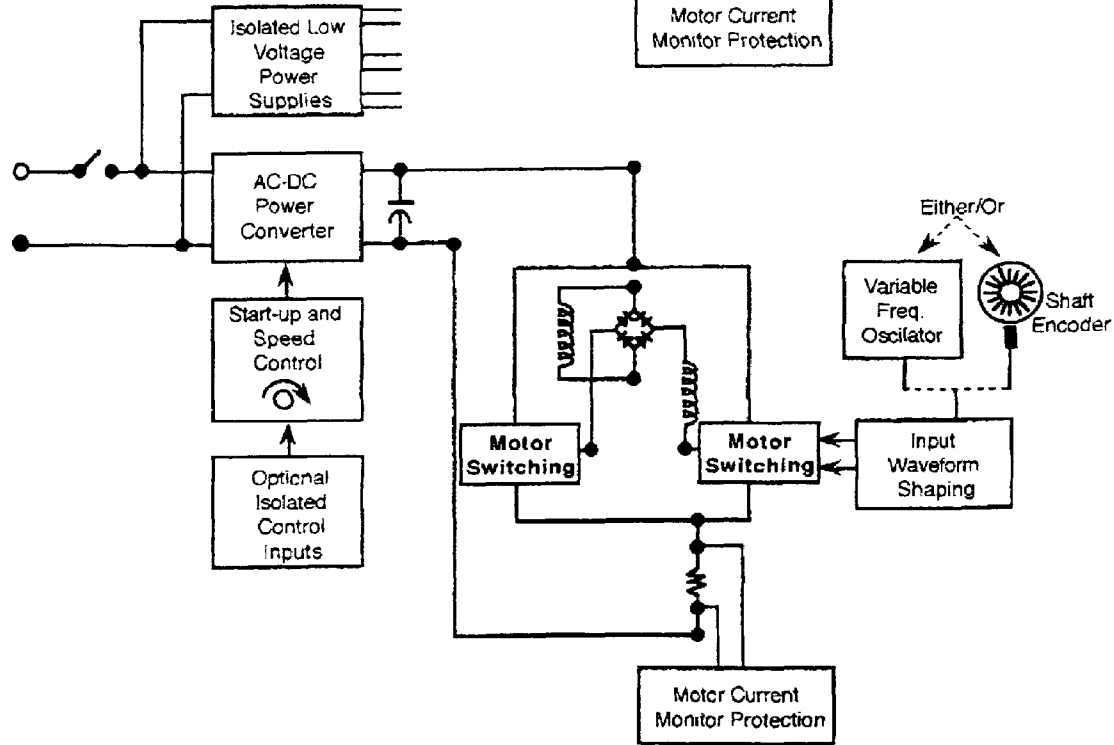 Isolated Low
Voltage
Power
Supplies
Motor Current
Monitor Protection
AC-DC
Power
Converter
Either/Or
Variable
Freq.
Oscilator
Shaft
Encoder
Start-up and
Speed
Control
Motor
Switching
Motor
Switching
Input
Waveform
Shaping
Optional
Isolated
Control
Inputs
Motor Current
Monitor Protection